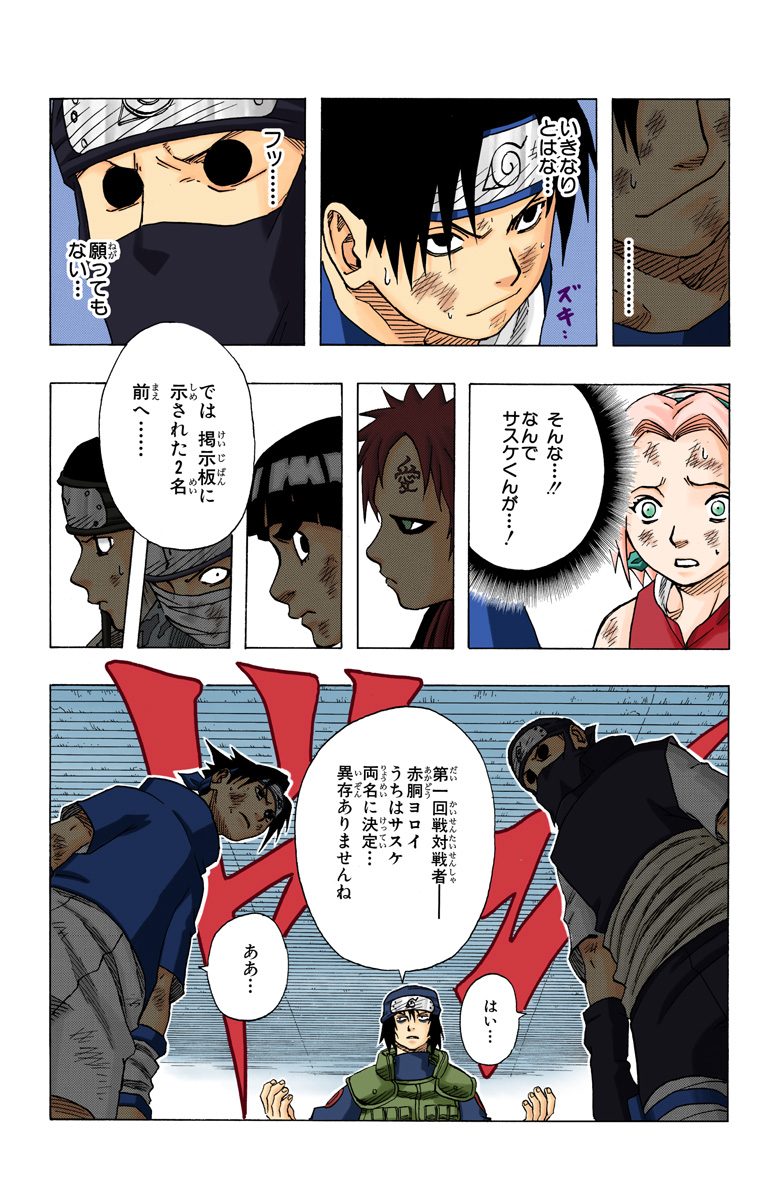 …………
いきなり
とはな…
ズキ…
フッ……
願っても
ない…
そんな…!!
なんで
サスケくんが…!
愛
では 掲示板に
示された2名
前へ……
第一回戦対戦者——
赤胴ヨロイ
うちはサスケ
両名に決定…
異存ありませんね
はい…
ああ…